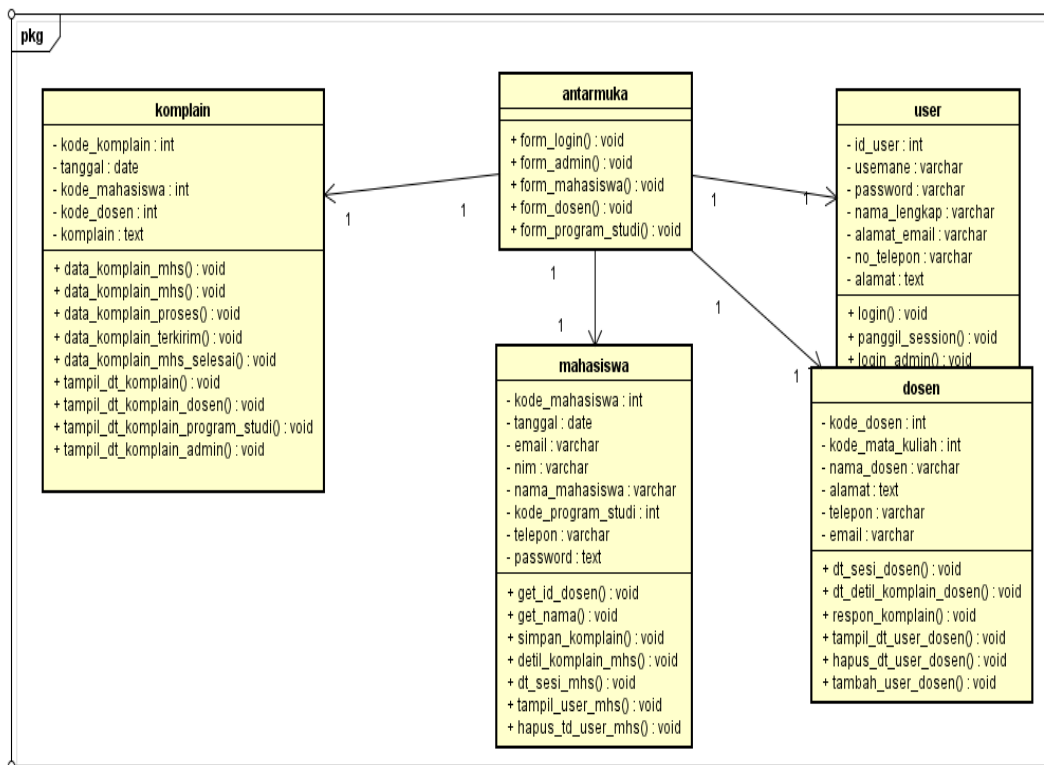 pkg
komplain
- kode_komplain : int
- tanggal : date
- kode_mahasiswa : int
- kode_dosen : int
- komplain : text
+ data_komplain_mhs() : void
+ data_komplain_mhs() : void
+ data_komplain_proses() : void
+ data_komplain_terkirim() : void
+ data_komplain_mhs_selesai() : void
+ tampil_dt_komplain() : void
+ tampil_dt_komplain_dosen() : void
+ tampil_dt_komplain_program_studi() : void
+ tampil_dt_komplain_admin() : void
antarmuka
+ form_login() : void
+ form_admin() : void
+ form_mahasiswa() : void
+ form_dosen() : void
+ form_program_studi() : void
user
- id_user : int
- usemane : varchar
- password : varchar
- nama_lengkap : varchar
- alamat_email : varchar
- no_telepon : varchar
- alamat : text
+ login() : void
+ panggil_session() : void
+ login_admin() : void
1
1
1
1
1
1
1
1
mahasiswa
- kode_mahasiswa : int
- tanggal : date
- email : varchar
- nim : varchar
- nama_mahasiswa : varchar
- kode_program_studi : int
- telepon : varchar
- password : text
+ get_id_dosen() : void
+ get_nama() : void
+ simpan_komplain() : void
+ detil_komplain_mhs() : void
+ dt_sesi_mhs() : void
+ tampil_user_mhs() : void
+ hapus_td_user_mhs() : void
dosen
- kode_dosen : int
- kode_mata_kuliah : int
- nama_dosen : varchar
- alamat : text
- telepon : varchar
- email : varchar
+ dt_sesi_dosen() : void
+ dt_detil_komplain_dosen() : void
+ respon_komplain() : void
+ tampil_dt_user_dosen() : void
+ hapus_dt_user_dosen() : void
+ tambah_user_dosen() : void